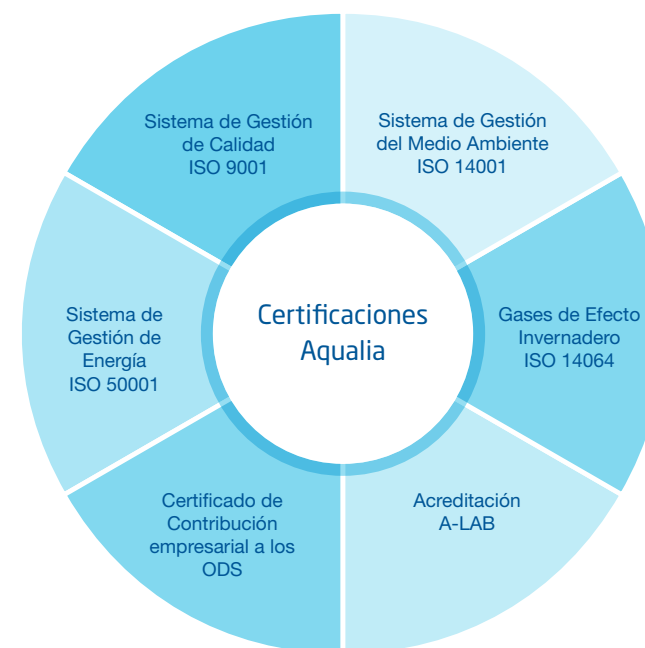 Sistema de Gestión
de Calidad
ISO 9001
Sistema de Gestión
del Medio Ambiente
ISO 14001
Sistema de
Gestión de
Energía
ISO 50001
Certificaciones
Aqualia
Gases de Efecto
Invernadero
ISO 14064
Certificado de
Contribución
empresarial a los
ODS
Acreditación
A-LAB